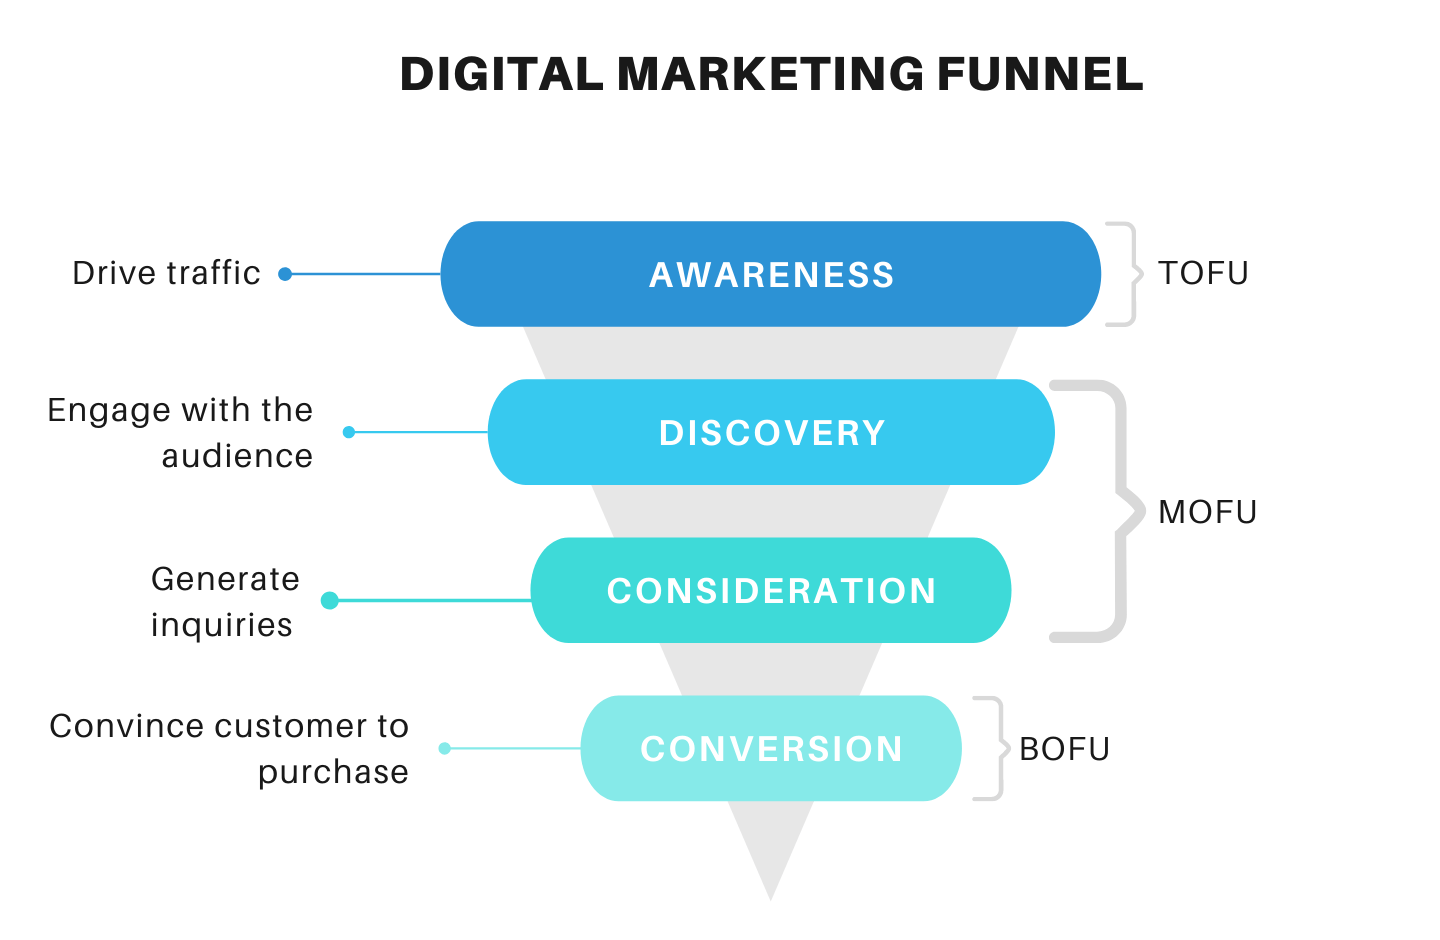 DIGITAL MARKETING FUNNEL
Drive traffic
AWARENESS
TOFU
Engage with the
audience
DISCOVERY
MOFU
Generate
inquiries
CONSIDERATION
Convince customer to
purchase
CONVERSION
BOFU